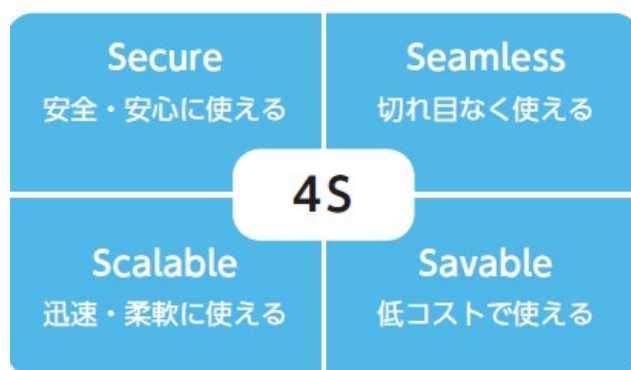 Secure
安全・安心に使える
Seamless
切れ目なく使える
4S
Scalable
迅速・柔軟に使える
Savable
低コストで使える